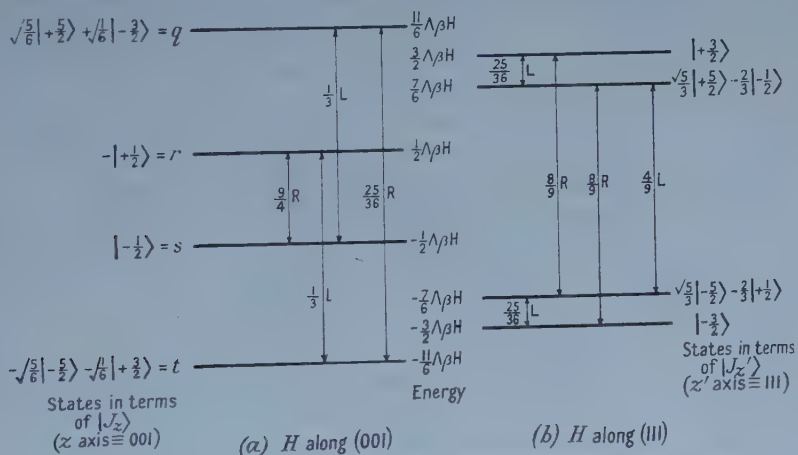 √5/6|+5/2⟩ + √1/6|-3/2⟩ = q
-|+1/2⟩ = r
|-1/2⟩ = s
-√5/6|-5/2⟩ - √1/6|+3/2⟩ = t
States in terms
of |J_z⟩
(z axis ≡ 001)
1/3 L
9/4 R
25/36 R
1/3 L
11/6 ΛβH
3/2 ΛβH
7/6 ΛβH
1/2 ΛβH
-1/2 ΛβH
-7/6 ΛβH
-3/2 ΛβH
-11/6 ΛβH
Energy
(a) H along (001)
25/36 L
8/9 R
8/9 R
4/9 L
25/36 L
|+3/2⟩
√5/3|+5/2⟩ - 2/3|-1/2⟩
√5/3|-5/2⟩ - 2/3|+1/2⟩
|-3/2⟩
States in terms
of |J_z'⟩
(z' axis ≡ 111)
(b) H along (111)